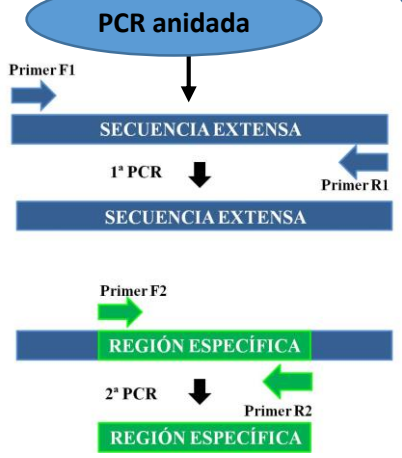 PCR anidada
Primer F1
SECUENCIA EXTENSA
1ª PCR
Primer R1
SECUENCIA EXTENSA
Primer F2
REGIÓN ESPECÍFICA
2ª PCR
Primer R2
REGIÓN ESPECÍFICA